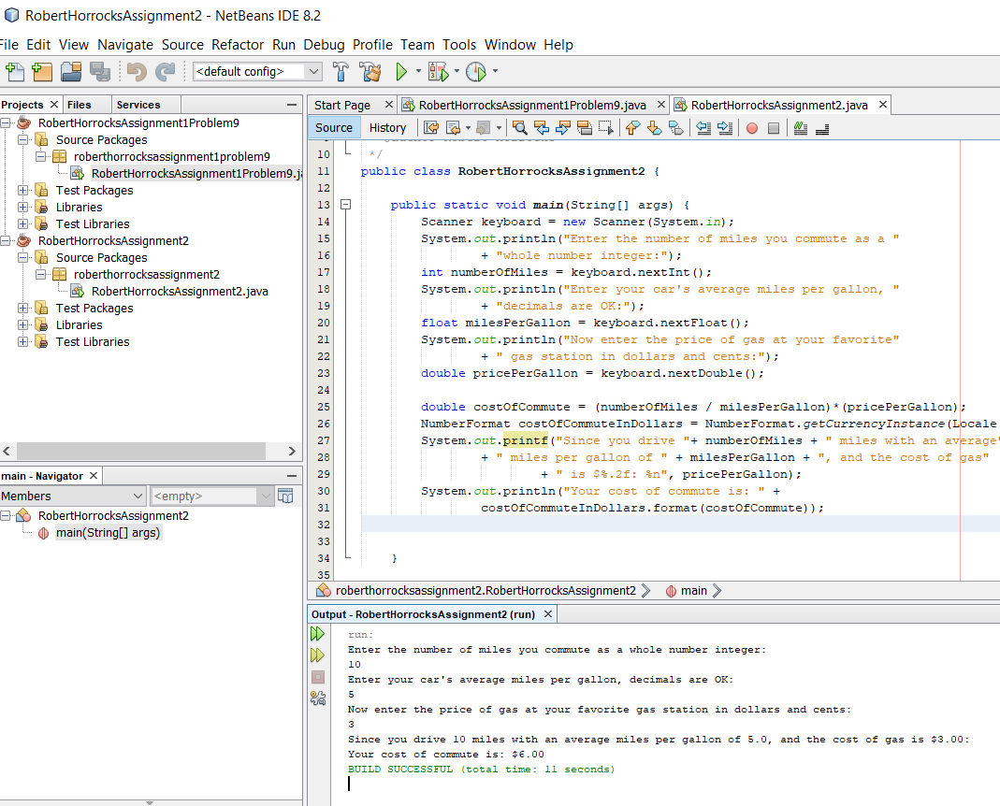 RobertHorrocksAssignment2 - NetBeans IDE 8.2
File Edit View Navigate Source Refactor Run Debug Profile Team Tools Window Help
<default config>
Projects Files Services
RobertHorrocksAssignment1Problem9
Source Packages
roberthorrocksassignment1problem9
RobertHorrocksAssignment1Problem9.ja
Test Packages
Libraries
Test Libraries
RobertHorrocksAssignment2
Source Packages
roberthorrocksassignment2
RobertHorrocksAssignment2.java
Test Packages
Libraries
Test Libraries
main - Navigator
Members <empty>
RobertHorrocksAssignment2
main(String[] args)
Start Page RobertHorrocksAssignment1Problem9.java RobertHorrocksAssignment2.java
Source History
10 */
11 public class RobertHorrocksAssignment2 {
12
13 public static void main(String[] args) {
14 Scanner keyboard = new Scanner(System.in);
15 System.out.println("Enter the number of miles you commute as a "
16 + "whole number integer:");
17 int numberOfMiles = keyboard.nextInt();
18 System.out.println("Enter your car's average miles per gallon, "
19 + "decimals are OK:");
20 float milesPerGallon = keyboard.nextFloat();
21 System.out.println("Now enter the price of gas at your favorite"
22 + " gas station in dollars and cents:");
23 double pricePerGallon = keyboard.nextDouble();
24
25 double costOfCommute = (numberOfMiles / milesPerGallon)*(pricePerGallon);
26 NumberFormat costOfCommuteInDollars = NumberFormat.getCurrencyInstance(Locale
27 System.out.printf("Since you drive "+ numberOfMiles + " miles with an average"
28 + " miles per gallon of " + milesPerGallon + ", and the cost of gas"
29 + " is $%.2f: %n", pricePerGallon);
30 System.out.println("Your cost of commute is: " +
31 costOfCommuteInDollars.format(costOfCommute));
32
33
34 }
35
roberthorrocksassignment2.RobertHorrocksAssignment2 main
Output - RobertHorrocksAssignment2 (run)
run:
Enter the number of miles you commute as a whole number integer:
10
Enter your car's average miles per gallon, decimals are OK:
5
Now enter the price of gas at your favorite gas station in dollars and cents:
3
Since you drive 10 miles with an average miles per gallon of 5.0, and the cost of gas is $3.00:
Your cost of commute is: $6.00
BUILD SUCCESSFUL (total time: 11 seconds)